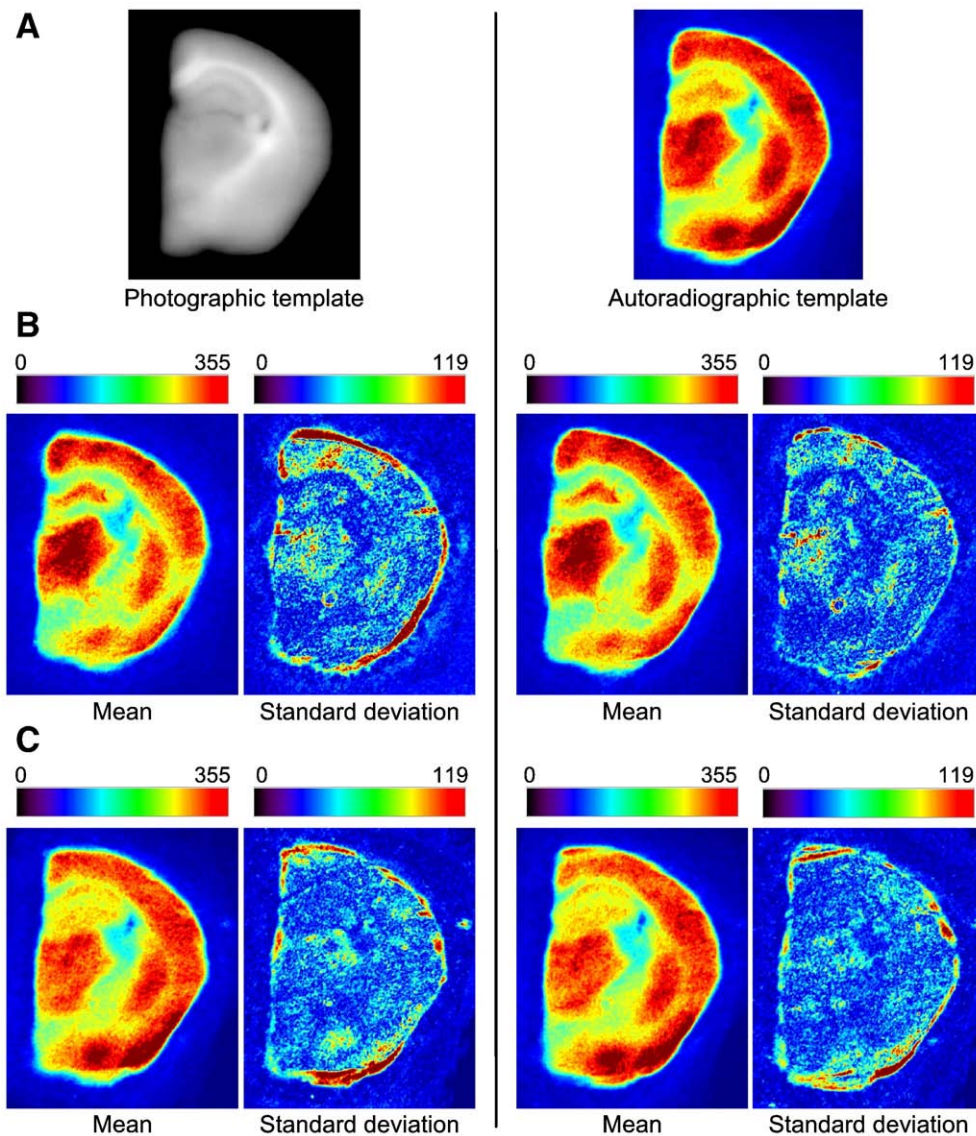 A
Photographic template
Autoradiographic template
B
0 355 0 119 0 355 0 119
Mean Standard deviation Mean Standard deviation
C
0 355 0 119 0 355 0 119
Mean Standard deviation Mean Standard deviation